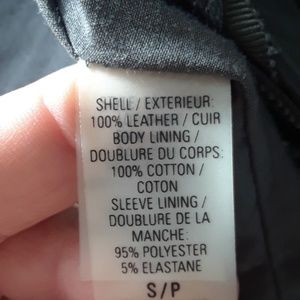 SHELL / EXTERIEUR:
100% LEATHER / CUIR
BODY LINING /
DOUBLURE DU CORPS:
100% COTTON /
COTON
SLEEVE LINING /
DOUBLURE DE LA
MANCHE:
95% POLYESTER
5% ELASTANE
S/P